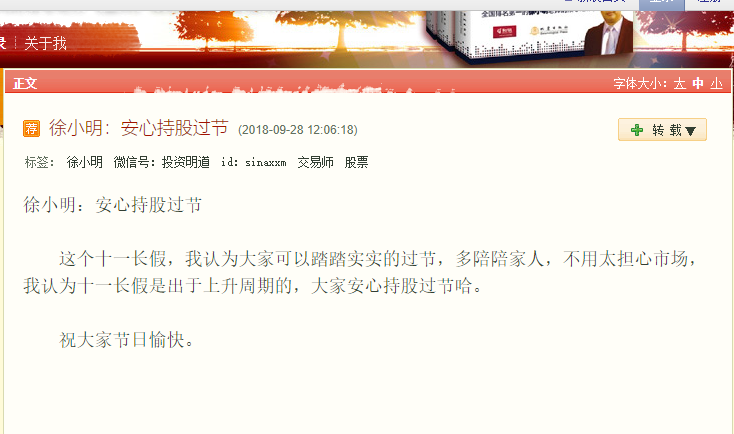 录 ┊ 关于我
正文
字体大小：大 中 小
荐 徐小明：安心持股过节 (2018-09-28 12:06:18)
转 载▼
标签： 徐小明 微信号：投资明道 id：sinaxxm 交易师 股票
徐小明：安心持股过节
这个十一长假，我认为大家可以踏踏实实的过节，多陪陪家人，不用太担心市场，
我认为十一长假是出于上升周期的，大家安心持股过节哈。
祝大家节日愉快。